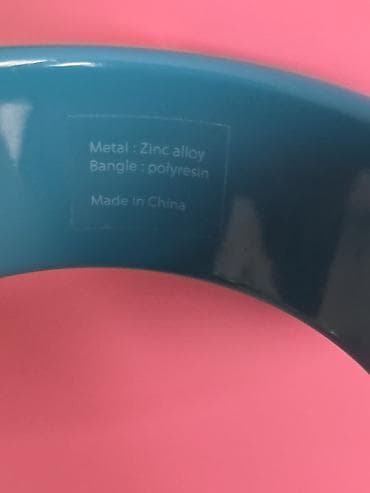 Metal : Zinc alloy
Bangle : polyresin
Made in China